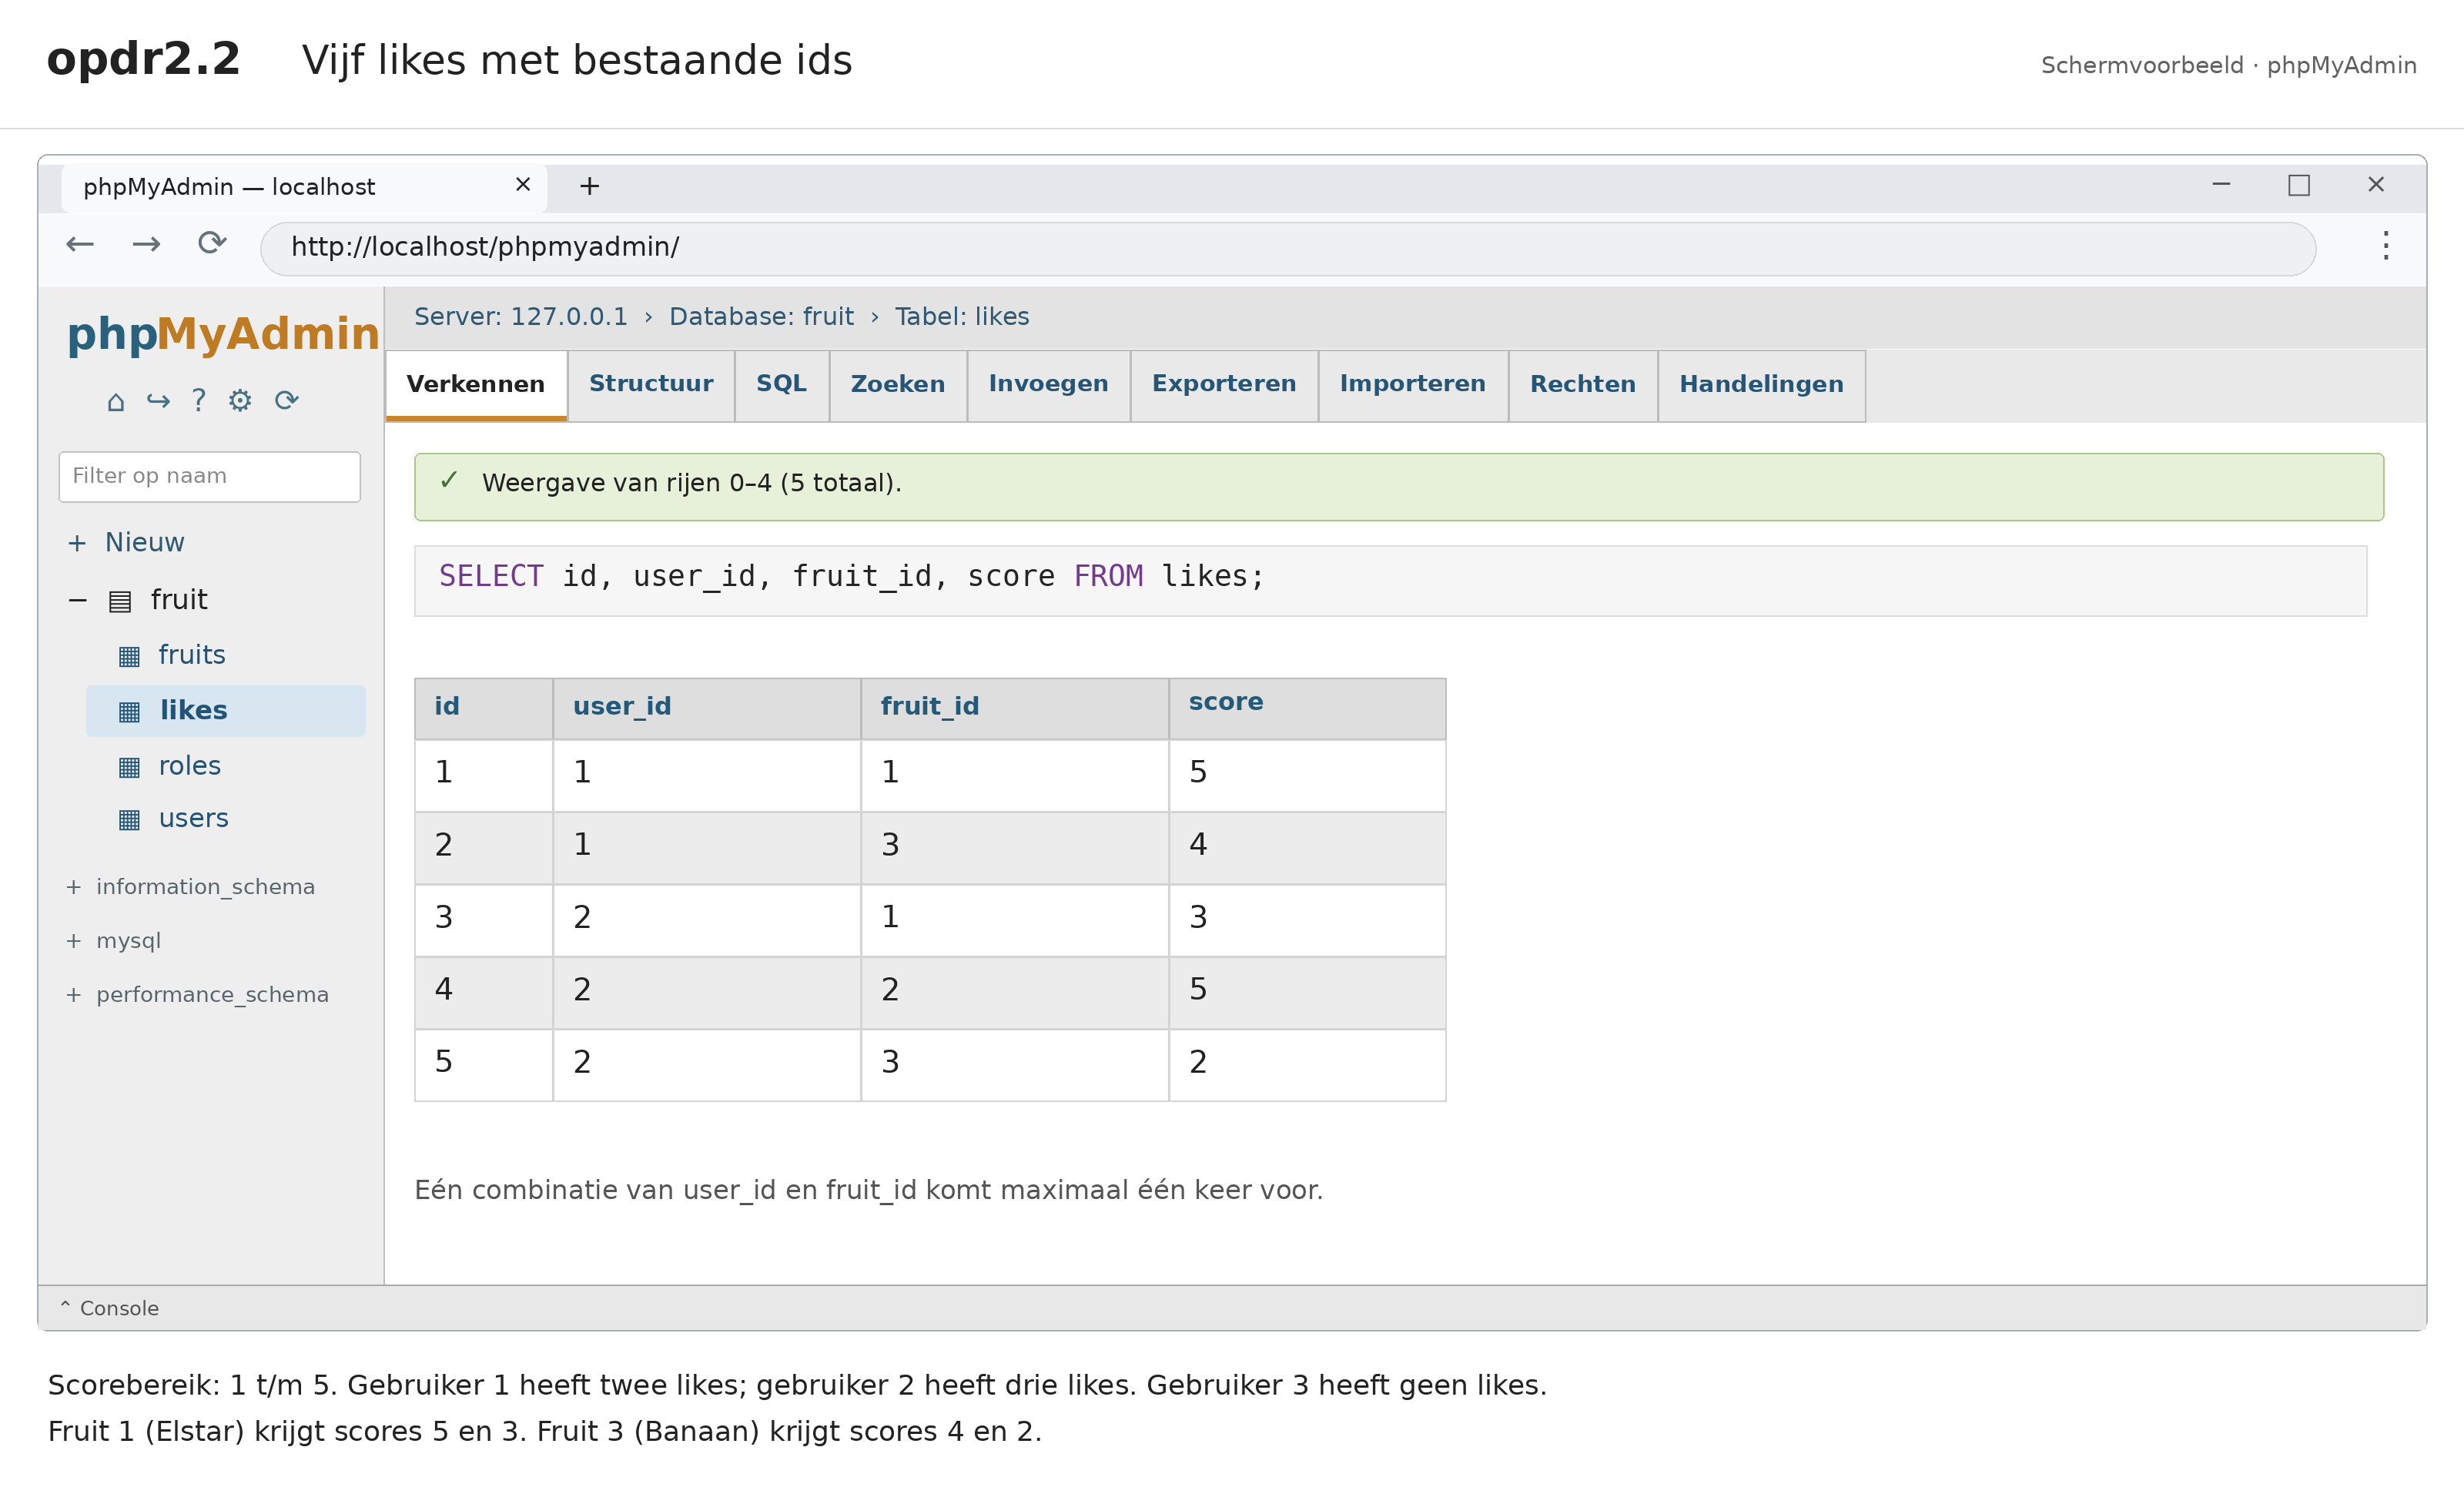 opdr2.2 Vijf likes met bestaande ids Schermvoorbeeld · phpMyAdmin
phpMyAdmin — localhost × + − □ ×
← → ⟳ http://localhost/phpmyadmin/ ⋮
phpMyAdmin
⌂ ↪ ? ⚙ ⟳
Filter op naam
+ Nieuw
− ▤ fruit
▦ fruits
▦ likes
▦ roles
▦ users
+ information_schema
+ mysql
+ performance_schema
Server: 127.0.0.1 › Database: fruit › Tabel: likes
Verkennen Structuur SQL Zoeken Invoegen Exporteren Importeren Rechten Handelingen
✓ Weergave van rijen 0–4 (5 totaal).
SELECT id, user_id, fruit_id, score FROM likes;
id user_id fruit_id score
1 1 1 5
2 1 3 4
3 2 1 3
4 2 2 5
5 2 3 2
Eén combinatie van user_id en fruit_id komt maximaal één keer voor.
⌃ Console
Scorebereik: 1 t/m 5. Gebruiker 1 heeft twee likes; gebruiker 2 heeft drie likes. Gebruiker 3 heeft geen likes.
Fruit 1 (Elstar) krijgt scores 5 en 3. Fruit 3 (Banaan) krijgt scores 4 en 2.